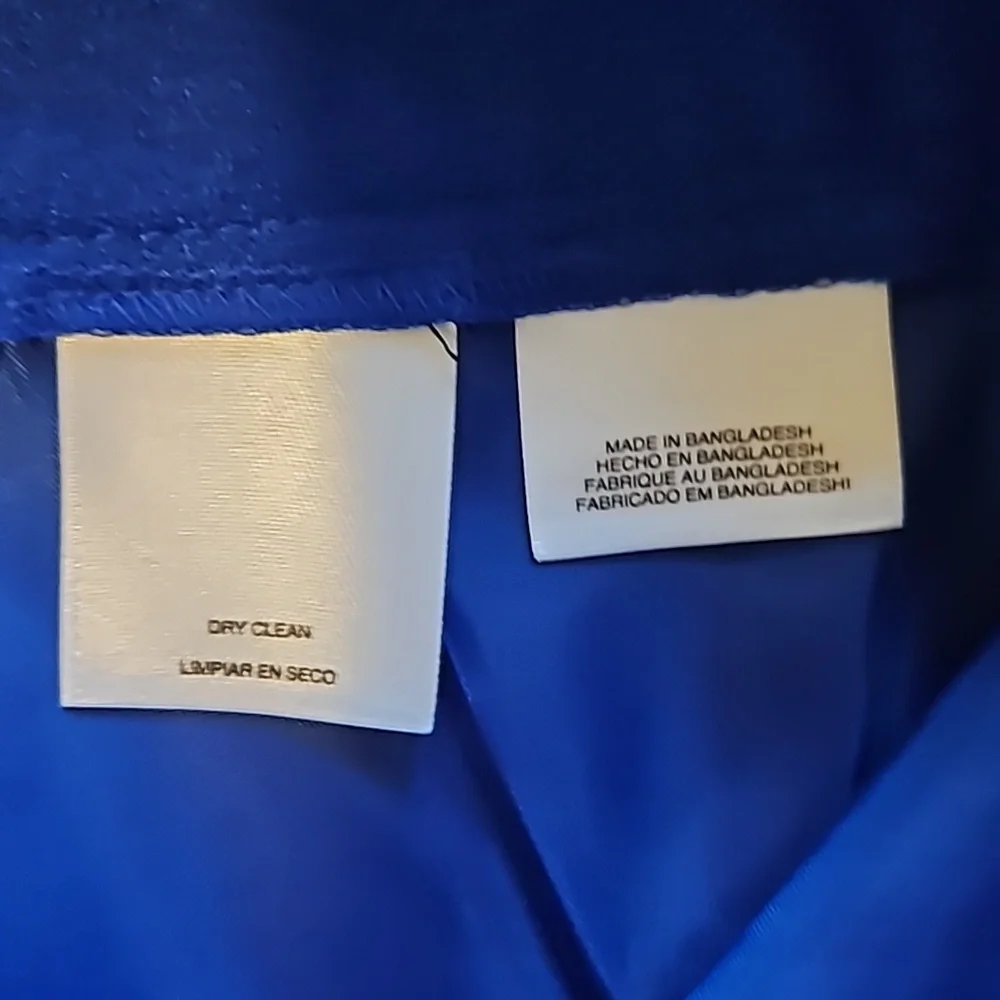 DRY CLEAN
LIMPIAR EN SECO
MADE IN BANGLADESH
HECHO EN BANGLADESH
FABRIQUE AU BANGLADESH
FABRICADO EM BANGLADESHI